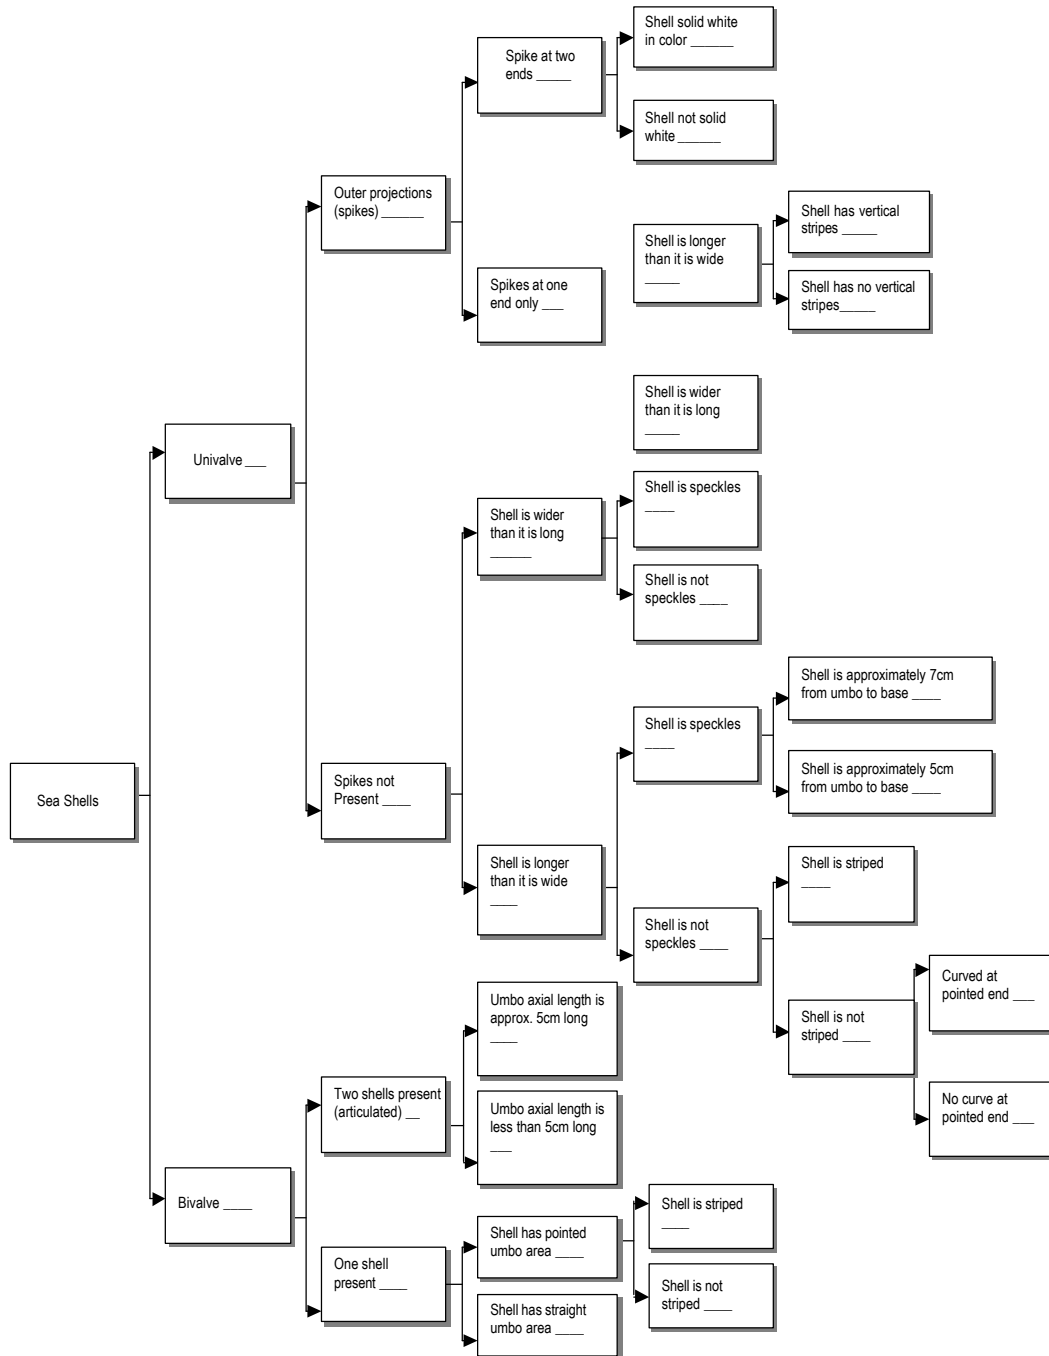 Shell solid white
in color ______
Spike at two
ends _____
Shell not solid
white ______
Outer projections
(spikes) ______
Shell has vertical
stripes _____
Shell is longer
than it is wide
_____
Spikes at one
end only ___
Shell has no vertical
stripes_____
Shell is wider
than it is long
_____
Univalve ___
Shell is speckles
____
Shell is wider
than it is long
______
Shell is not
speckles ____
Shell is approximately 7cm
from umbo to base ____
Shell is speckles
____
Sea Shells
Spikes not
Present ____
Shell is approximately 5cm
from umbo to base ____
Shell is longer
than it is wide
____
Shell is striped
____
Shell is not
speckles ____
Curved at
pointed end ___
Umbo axial length is
approx. 5cm long
____
Shell is not
striped ____
Two shells present
(articulated) __
Umbo axial length is
less than 5cm long
___
No curve at
pointed end ___
Bivalve ____
Shell is striped
____
Shell has pointed
umbo area ____
One shell
present ____
Shell is not
striped ____
Shell has straight
umbo area ____